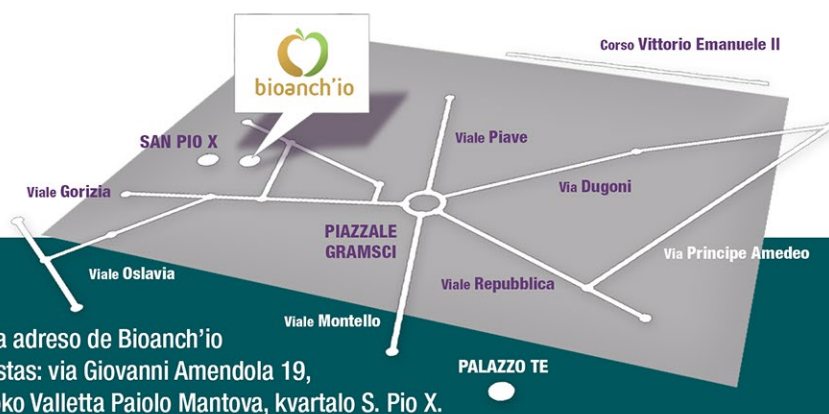 Corso Vittorio Emanuele II
bioanch'io
SAN PIO X
Viale Piave
Viale Gorizia
Via Dugoni
PIAZZALE
GRAMSCI
Via Principe Amedeo
Viale Oslavia
Viale Repubblica
Viale Montello
PALAZZO TE
a adreso de Bioanch’io
stas: via Giovanni Amendola 19,
oko Valletta Paiolo Mantova, kvartalo S. Pio X.